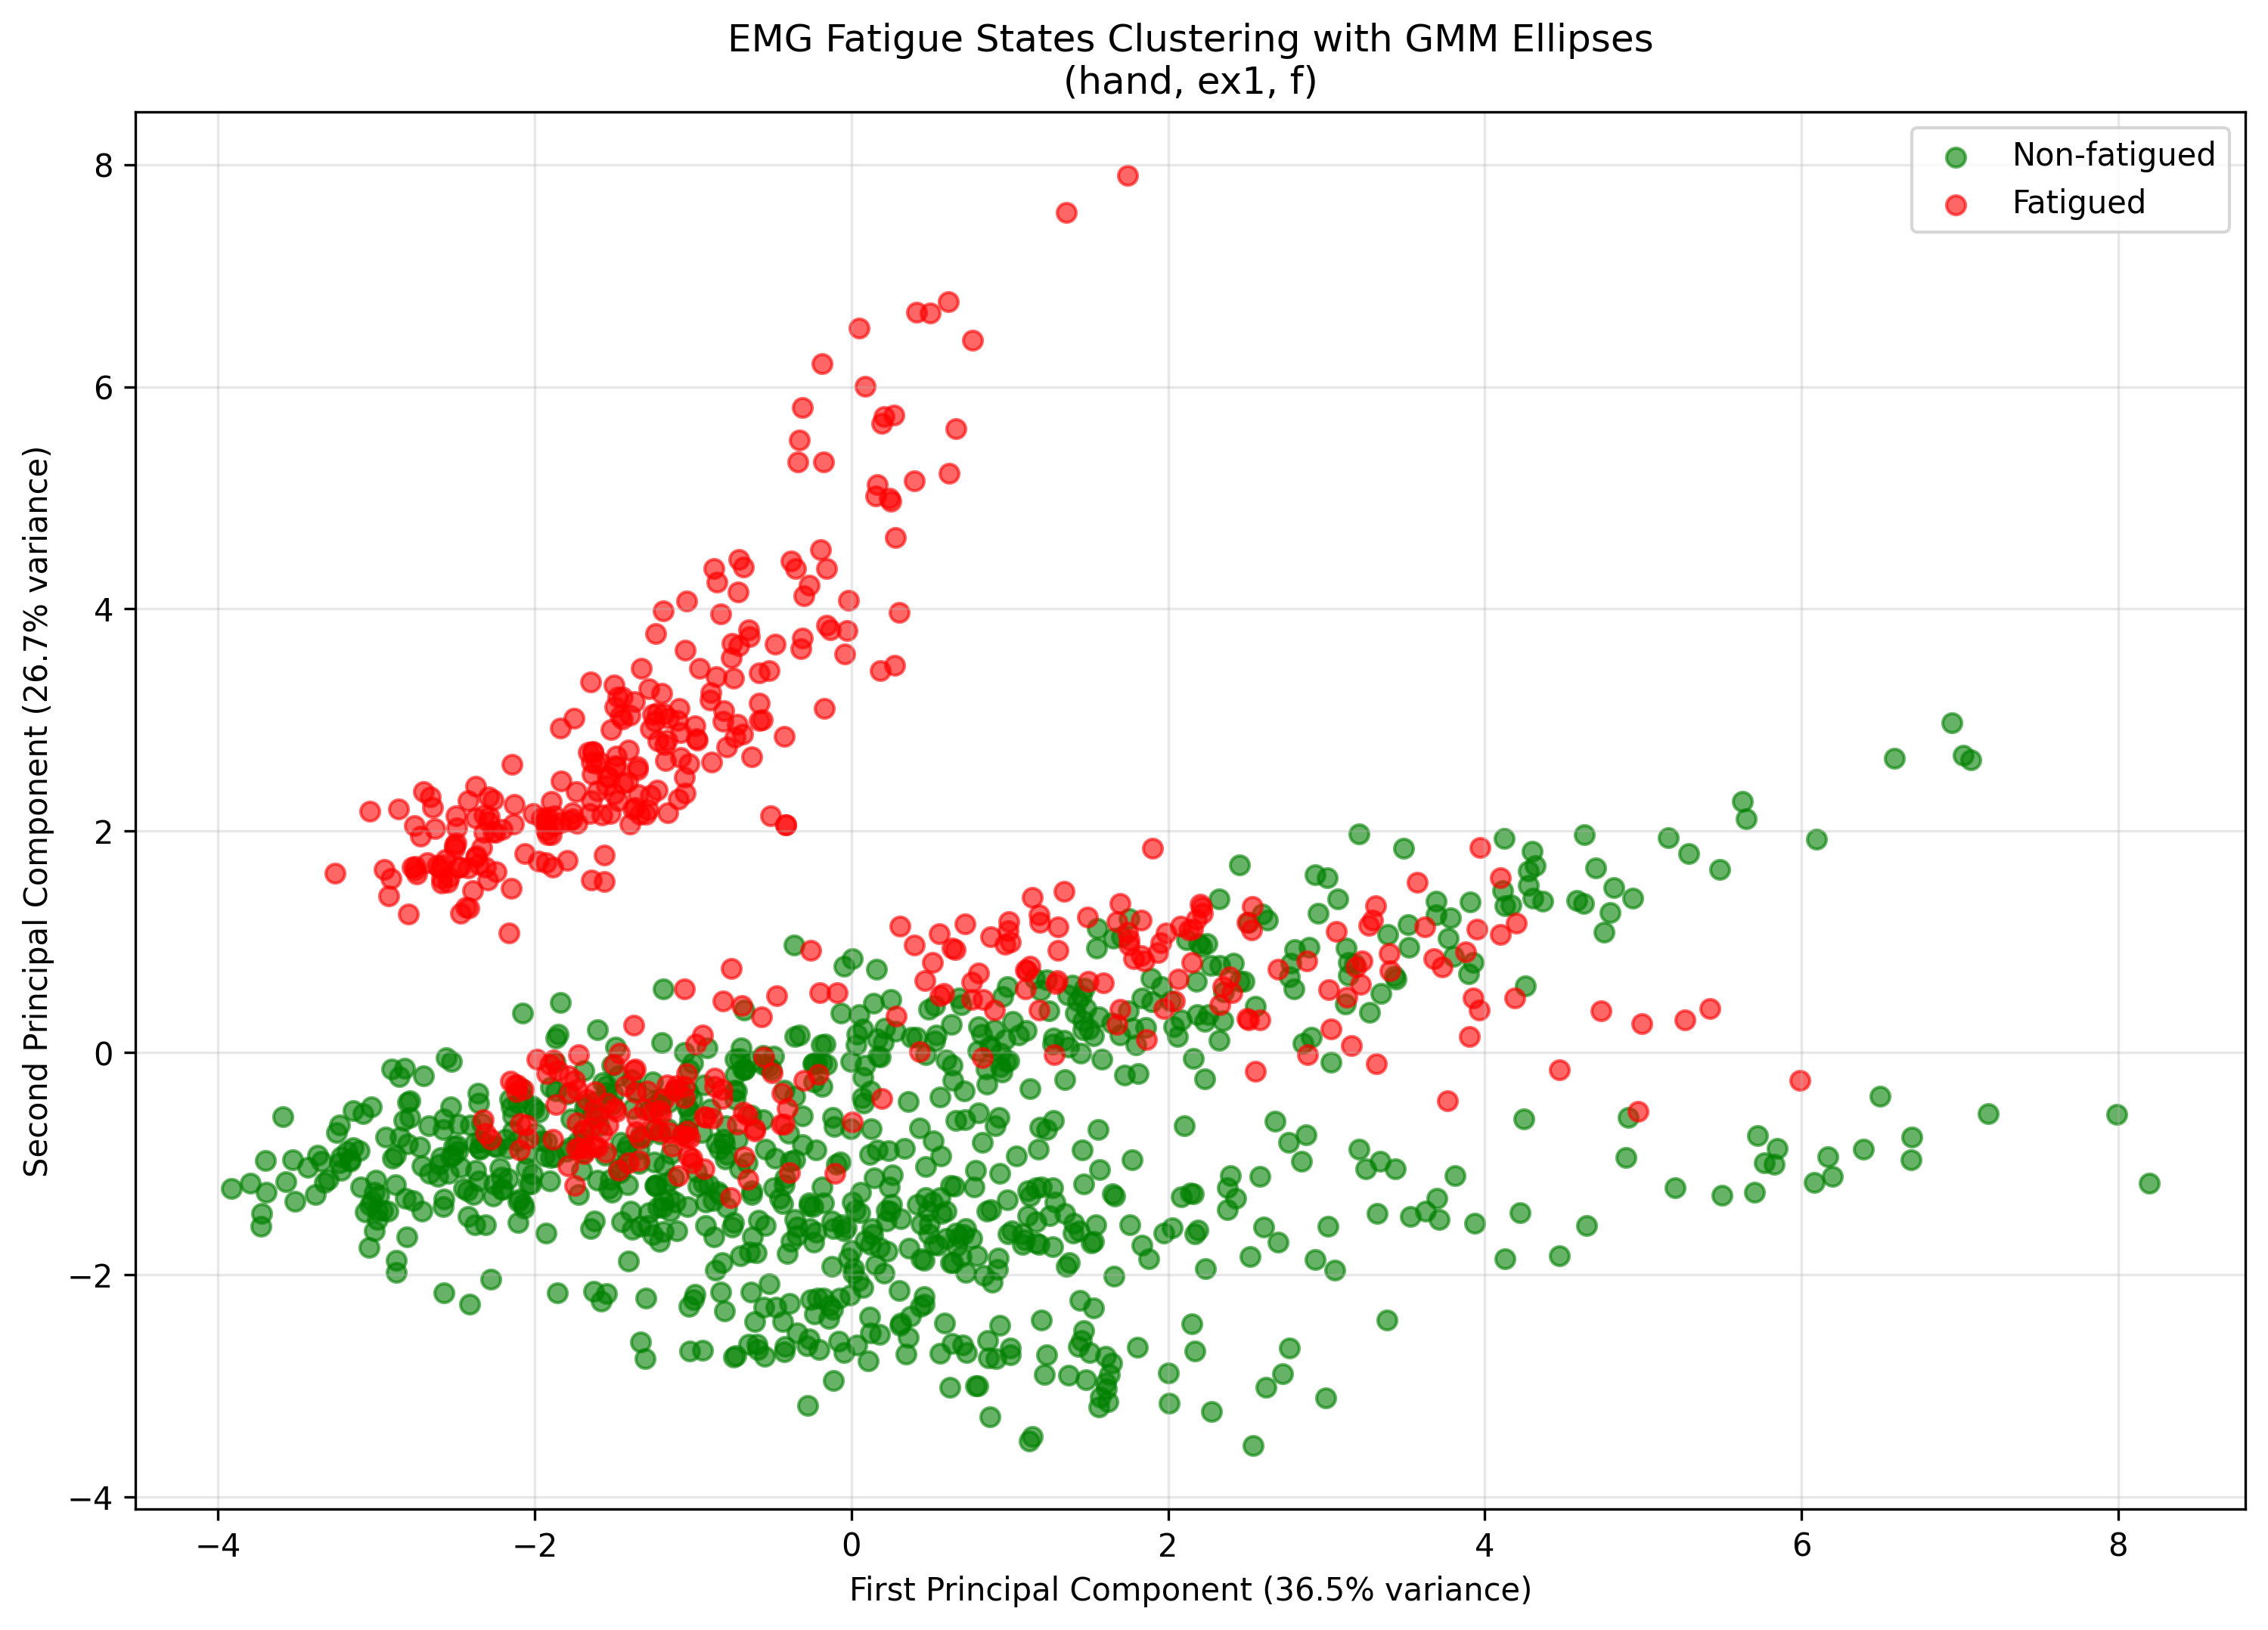 EMG Fatigue States Clustering with GMM Ellipses
(hand, ex1, f)
Non-fatigued
Fatigued
Second Principal Component (26.7% variance)
8
6
4
2
0
−2
−4
−4
−2
0
2
4
6
8
First Principal Component (36.5% variance)